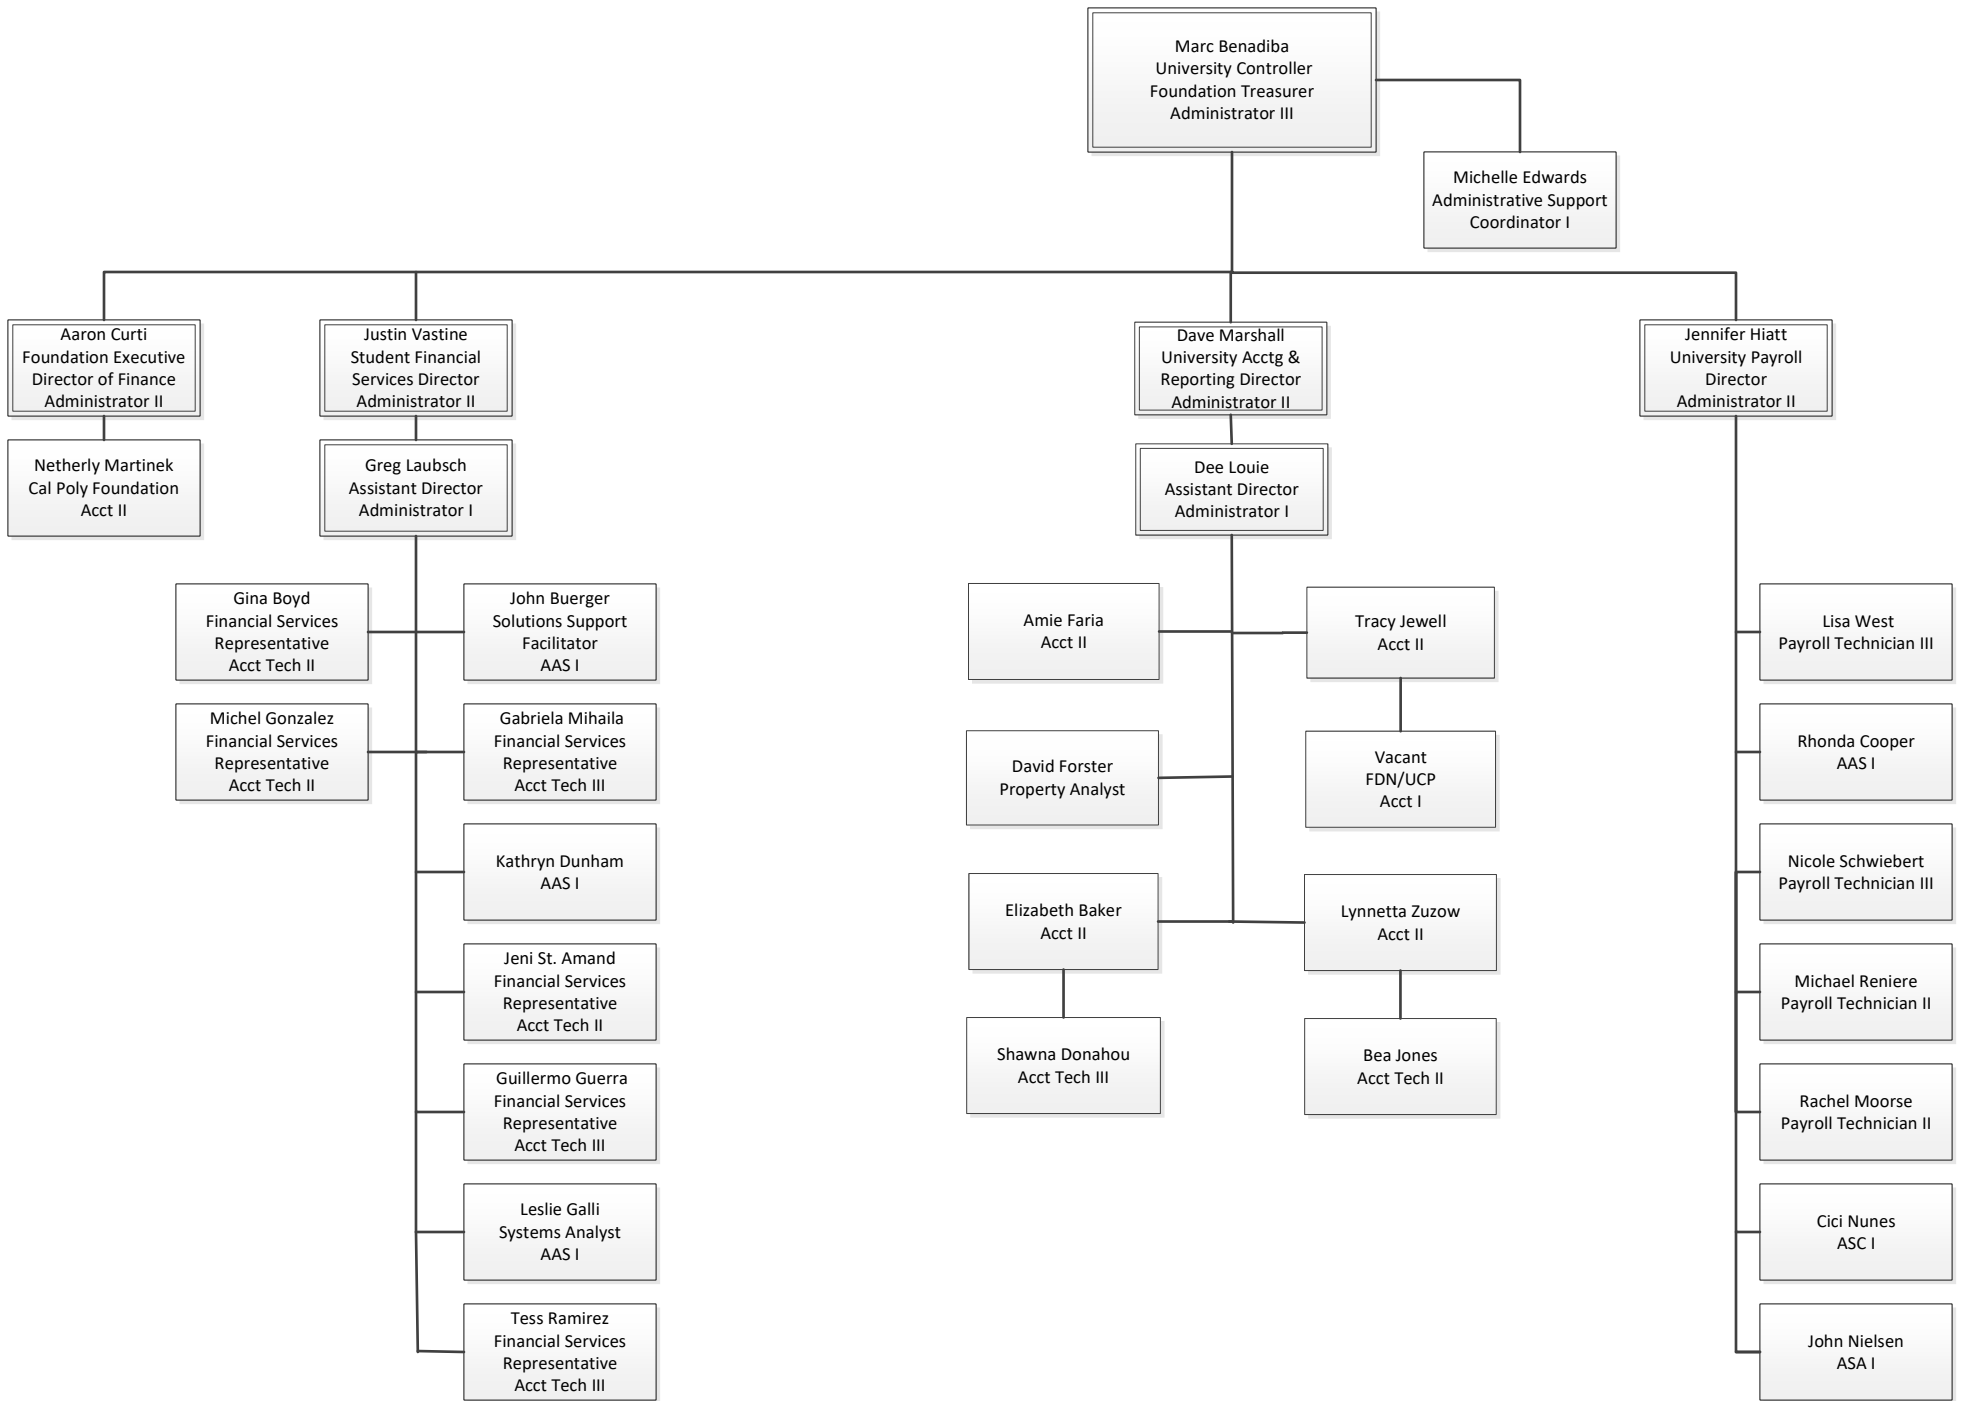 Marc Benadiba
University Controller
Foundation Treasurer
Administrator III
Michelle Edwards
Administrative Support
Coordinator I
Aaron Curti
Foundation Executive
Director of Finance
Administrator II
Justin Vastine
Student Financial
Services Director
Administrator II
Dave Marshall
University Acctg &
Reporting Director
Administrator II
Jennifer Hiatt
University Payroll
Director
Administrator II
Netherly Martinek
Cal Poly Foundation
Acct II
Greg Laubsch
Assistant Director
Administrator I
Dee Louie
Assistant Director
Administrator I
Gina Boyd
Financial Services
Representative
Acct Tech II
John Buerger
Solutions Support
Facilitator
AAS I
Amie Faria
Acct II
Tracy Jewell
Acct II
Lisa West
Payroll Technician III
Michel Gonzalez
Financial Services
Representative
Acct Tech II
Gabriela Mihaila
Financial Services
Representative
Acct Tech III
David Forster
Property Analyst
Vacant
FDN/UCP
Acct I
Rhonda Cooper
AAS I
Kathryn Dunham
AAS I
Elizabeth Baker
Acct II
Lynnetta Zuzow
Acct II
Nicole Schwiebert
Payroll Technician III
Jeni St. Amand
Financial Services
Representative
Acct Tech II
Shawna Donahou
Acct Tech III
Bea Jones
Acct Tech II
Michael Reniere
Payroll Technician II
Guillermo Guerra
Financial Services
Representative
Acct Tech III
Rachel Moorse
Payroll Technician II
Leslie Galli
Systems Analyst
AAS I
Cici Nunes
ASC I
Tess Ramirez
Financial Services
Representative
Acct Tech III
John Nielsen
ASA I